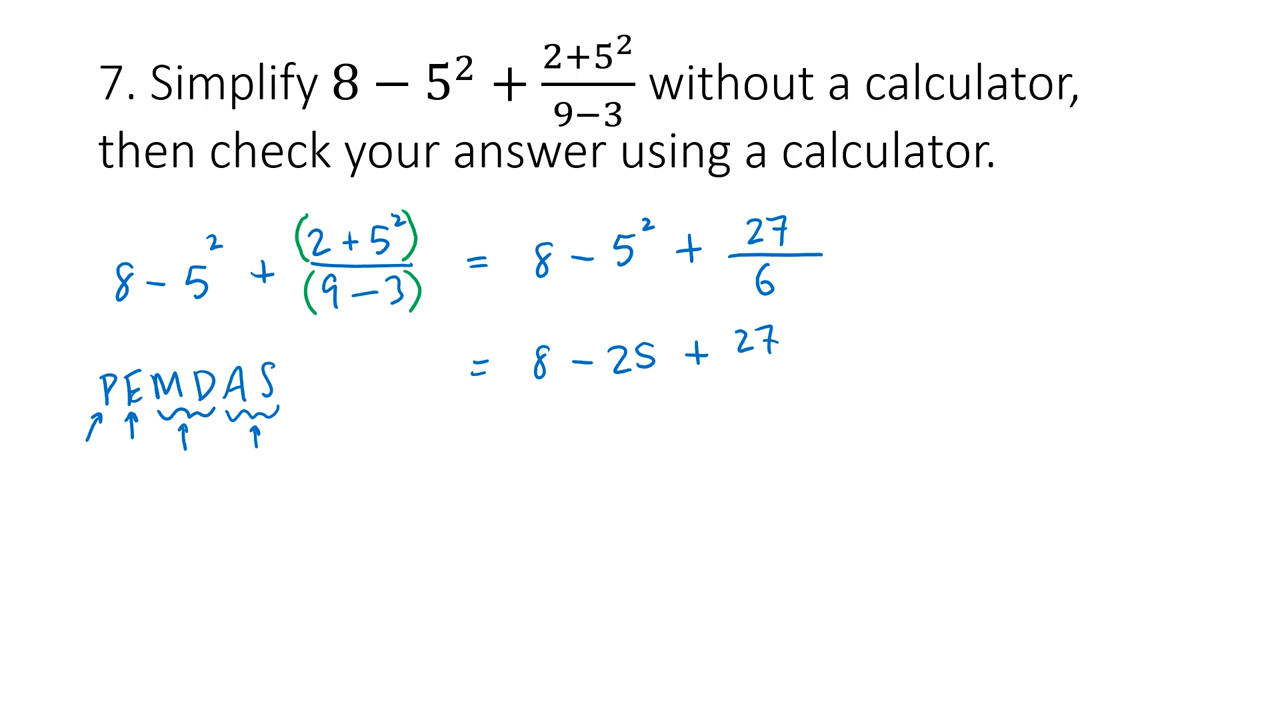 7. Simplify 8 − 5² + (2+5²)/(9−3) without a calculator,
then check your answer using a calculator.
8 − 5² + (2 + 5²)/(9 − 3) = 8 − 5² + 27/6
= 8 − 25 + 27
PEMDAS